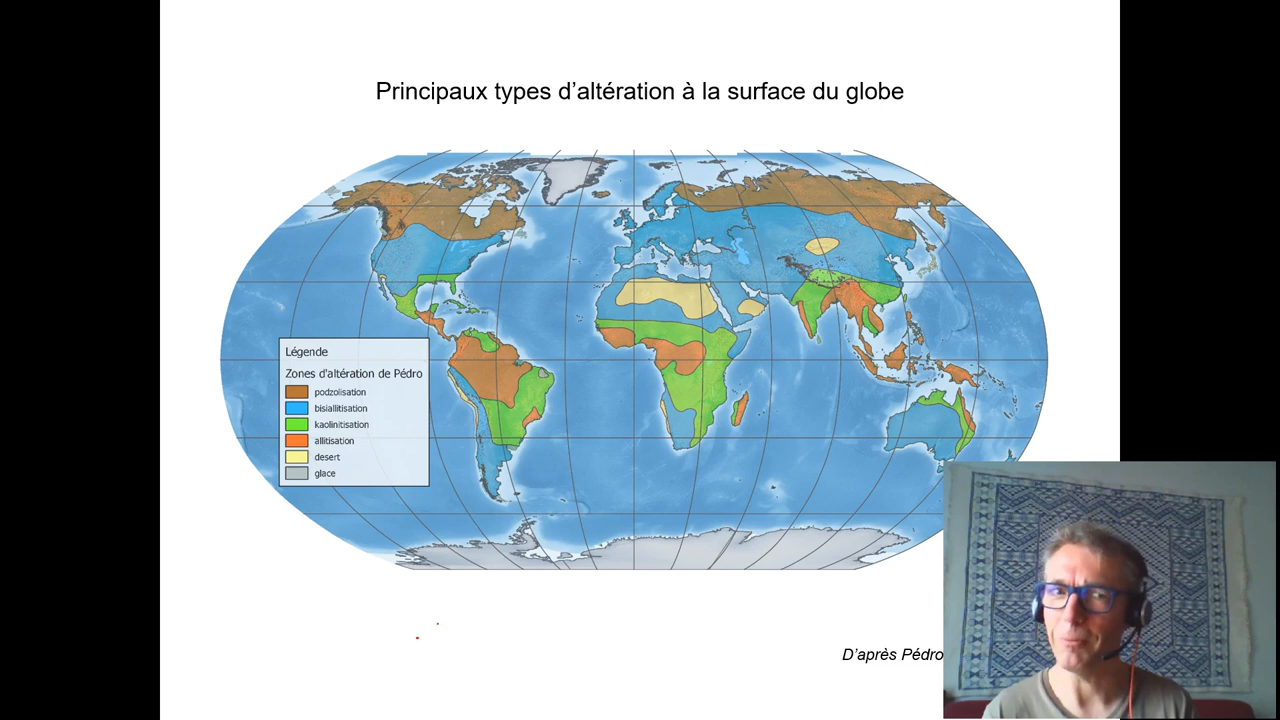 Principaux types d’altération à la surface du globe
Légende
Zones d'altération de Pédro
podzolisation
bisiallitisation
kaolinitisation
allitisation
desert
glace
D’après Pédro